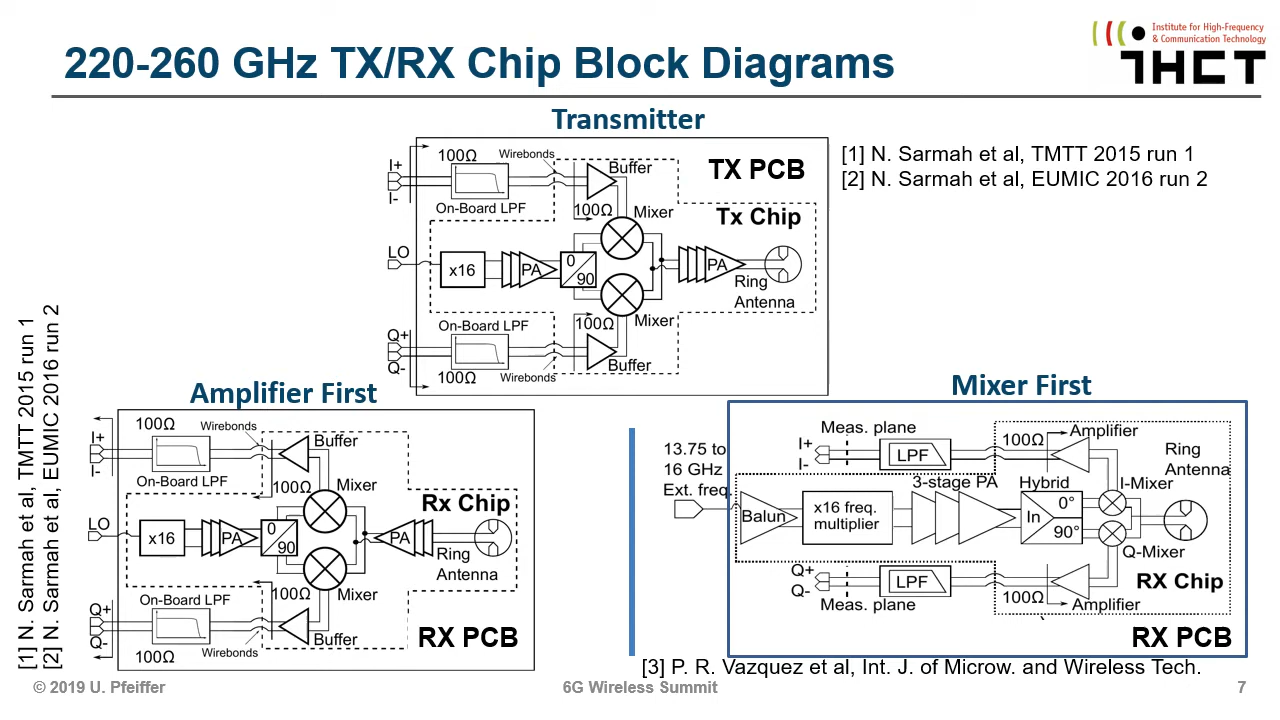 220-260 GHz TX/RX Chip Block Diagrams
Institute for High-Frequency
& Communication Technology
IHCT
Transmitter
[1] N. Sarmah et al, TMTT 2015 run 1
[2] N. Sarmah et al, EUMIC 2016 run 2
I+
I-
100Ω
Wirebonds
Buffer
TX PCB
On-Board LPF
100Ω
Mixer
Tx Chip
LO
x16
PA
0
90
PA
Ring
Antenna
On-Board LPF
100Ω
Mixer
Q+
Q-
100Ω
Wirebonds
Buffer
[1] N. Sarmah et al, TMTT 2015 run 1
[2] N. Sarmah et al, EUMIC 2016 run 2
Amplifier First
I+
I-
100Ω
Wirebonds
Buffer
On-Board LPF
100Ω
Mixer
Rx Chip
LO
x16
PA
0
90
PA
Ring
Antenna
On-Board LPF
100Ω
Mixer
Q+
Q-
100Ω
Wirebonds
Buffer
RX PCB
Mixer First
Meas. plane
I+
I-
LPF
100Ω
Amplifier
Ring
Antenna
13.75 to
16 GHz
Ext. freq.
3-stage PA
Hybrid
I-Mixer
Balun
x16 freq.
multiplier
In
0°
90°
Q-Mixer
Q+
Q-
LPF
Meas. plane
100Ω
Amplifier
RX Chip
RX PCB
[3] P. R. Vazquez et al, Int. J. of Microw. and Wireless Tech.
© 2019 U. Pfeiffer
6G Wireless Summit
7